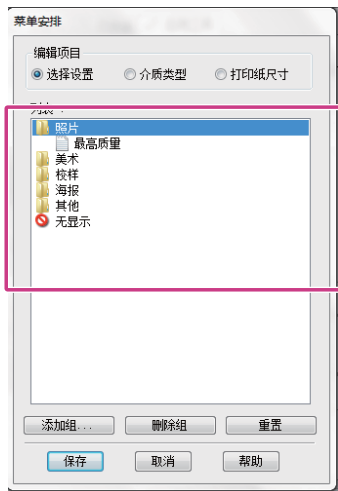 菜单安排
编辑项目
选择设置 介质类型 打印纸尺寸
照片
最高质量
美术
校样
海报
其他
无显示
添加组... 删除组 重置
保存 取消 帮助